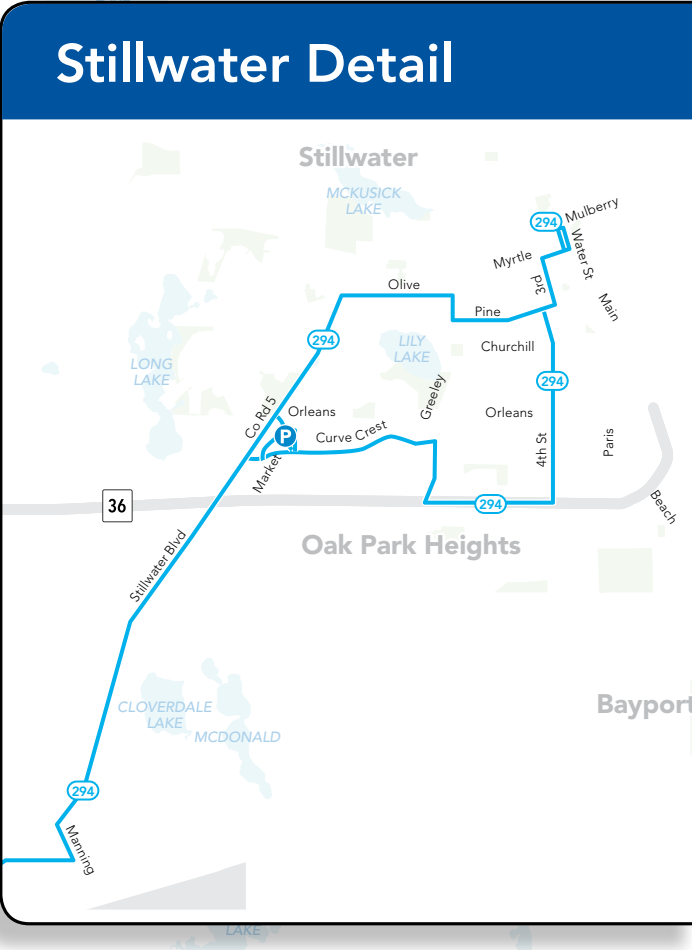 Stillwater Detail
Stillwater
MCKUSICK
LAKE
294
Mulberry
Water St
Myrtle
3rd
Main
Olive
Pine
294
LILY
LAKE
Churchill
LONG
LAKE
294
Greeley
Co Rd 5
Orleans
Orleans
P
Curve Crest
4th St
Paris
Market
36
294
Beach
Stillwater Blvd
Oak Park Heights
CLOVERDALE
LAKE
MCDONALD
Bayport
294
Manning
LAKE